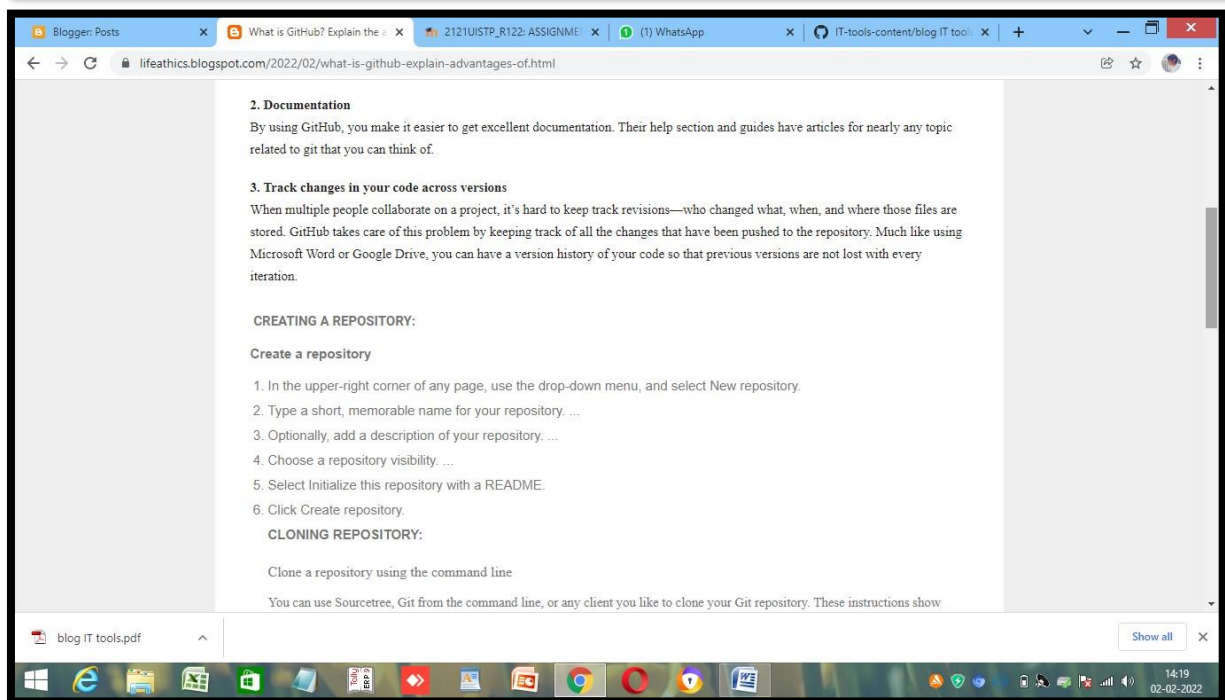 Blogger: Posts
What is GitHub? Explain the a
2121UISTP_R122: ASSIGNME
(1) WhatsApp
IT-tools-content/blog IT tool
lifeathics.blogspot.com/2022/02/what-is-github-explain-advantages-of.html
2. Documentation
By using GitHub, you make it easier to get excellent documentation. Their help section and guides have articles for nearly any topic
related to git that you can think of.
3. Track changes in your code across versions
When multiple people collaborate on a project, it's hard to keep track revisions—who changed what, when, and where those files are
stored. GitHub takes care of this problem by keeping track of all the changes that have been pushed to the repository. Much like using
Microsoft Word or Google Drive, you can have a version history of your code so that previous versions are not lost with every
iteration.
CREATING A REPOSITORY:
Create a repository
1. In the upper-right corner of any page, use the drop-down menu, and select New repository.
2. Type a short, memorable name for your repository. ...
3. Optionally, add a description of your repository. ...
4. Choose a repository visibility. ...
5. Select Initialize this repository with a README.
6. Click Create repository.
CLONING REPOSITORY:
Clone a repository using the command line
You can use Sourcetree, Git from the command line, or any client you like to clone your Git repository. These instructions show
blog IT tools.pdf
Show all
Tally
ERP 9
14:19
02-02-2022